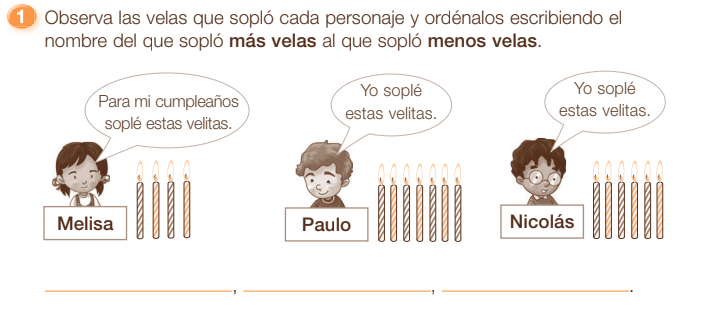 1 Observa las velas que sopló cada personaje y ordénalos escribiendo el
nombre del que sopló más velas al que sopló menos velas.
Para mi cumpleaños
soplé estas velitas.
Melisa
Yo soplé
estas velitas.
Paulo
Yo soplé
estas velitas.
Nicolás
, , .